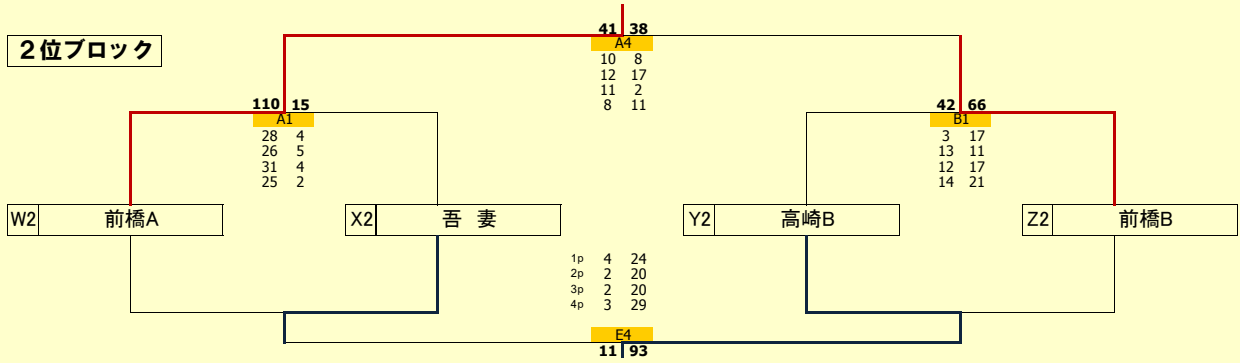 41 38
２位ブロック
A4
10 8
12 17
11 2
8 11
110 15
A1
28 4
26 5
31 4
25 2
42 66
B1
3 17
13 11
12 17
14 21
W2 前橋A
X2 吾 妻
Y2 高崎B
Z2 前橋B
1p 4 24
2p 2 20
3p 2 20
4p 3 29
E4
11 93